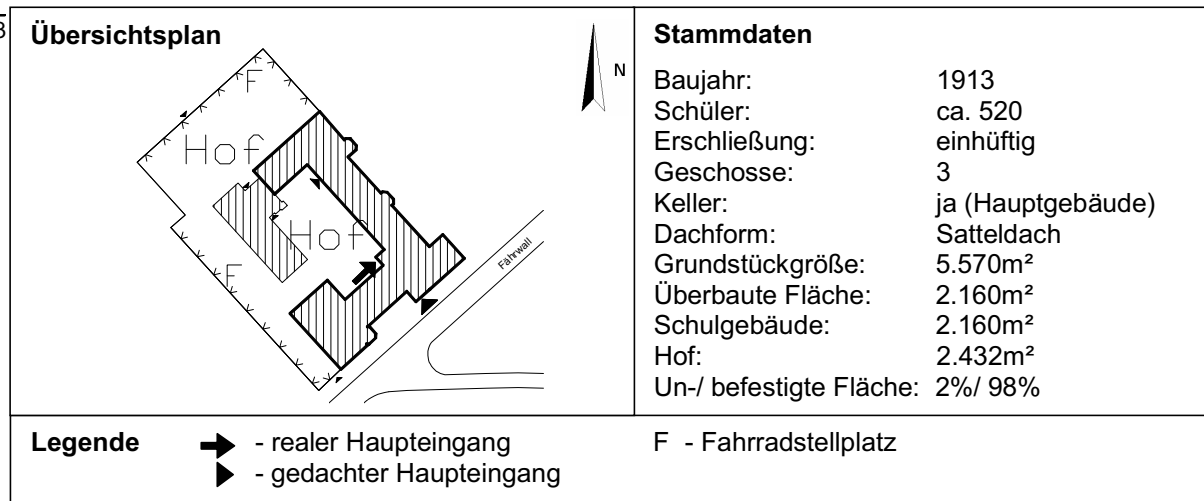 3
Übersichtsplan
N
F
Hof
Hof
F
Fährwall
Stammdaten
Baujahr: 1913
Schüler: ca. 520
Erschließung: einhüftig
Geschosse: 3
Keller: ja (Hauptgebäude)
Dachform: Satteldach
Grundstückgröße: 5.570m²
Überbaute Fläche: 2.160m²
Schulgebäude: 2.160m²
Hof: 2.432m²
Un-/ befestigte Fläche: 2%/ 98%
Legende
- realer Haupteingang
F - Fahrradstellplatz
- gedachter Haupteingang